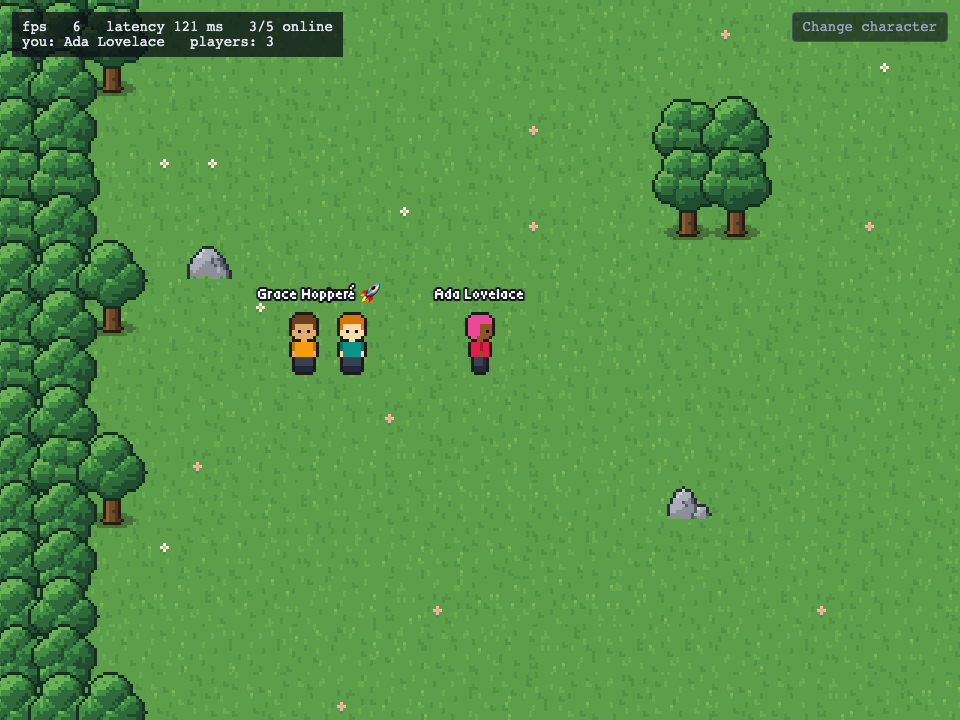 fps 6 latency 121 ms 3/5 online
you: Ada Lovelace players: 3
Change character
Grace Hopper
é 🚀
Ada Lovelace